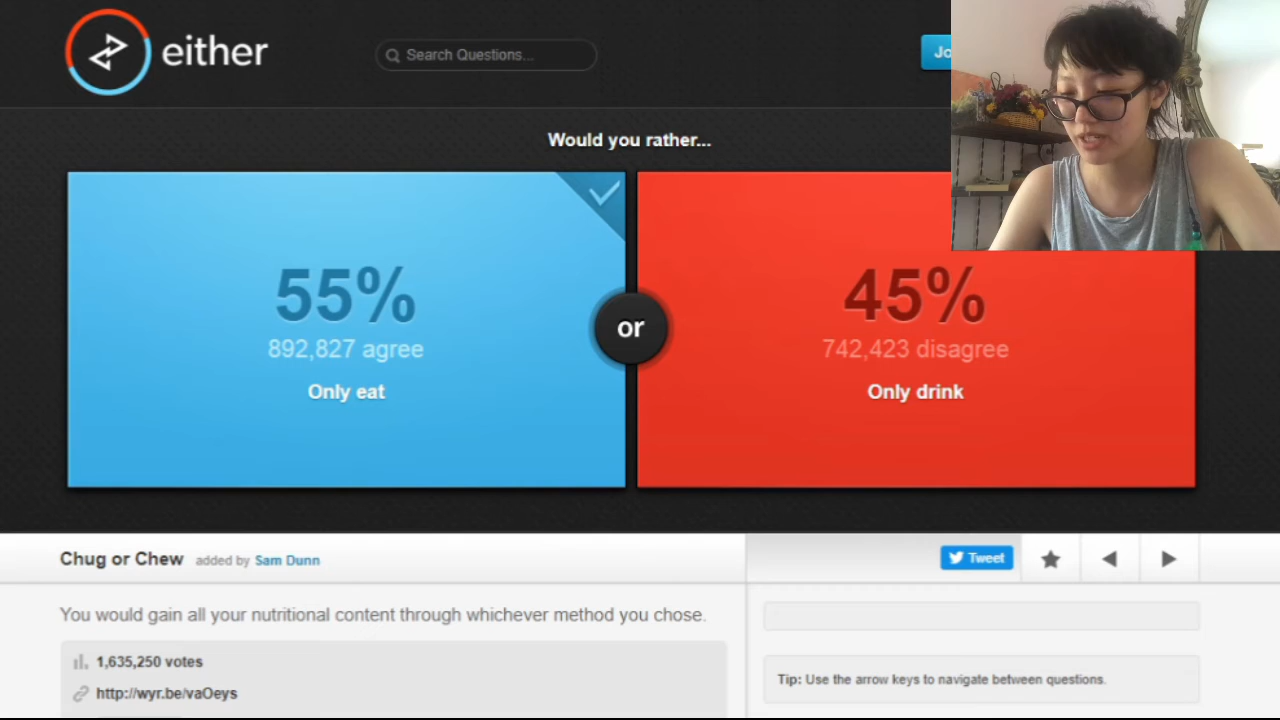 either
Search Questions...
Jo
Would you rather...
55%
892,827 agree
Only eat
or
45%
742,423 disagree
Only drink
Chug or Chew added by Sam Dunn
Tweet
You would gain all your nutritional content through whichever method you chose.
1,635,250 votes
http://wyr.be/vaOeys
Tip: Use the arrow keys to navigate between questions.